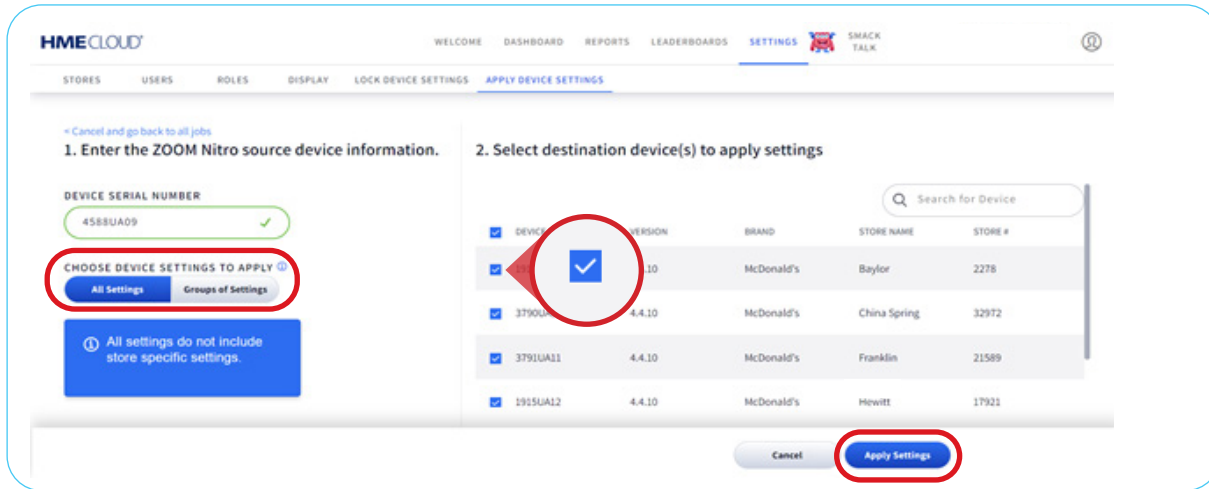 HMECLOUD
WELCOME DASHBOARD REPORTS LEADERBOARDS SETTINGS SMACK TALK
STORES USERS ROLES DISPLAY LOCK DEVICE SETTINGS APPLY DEVICE SETTINGS
< Cancel and go back to all jobs
1. Enter the ZOOM Nitro source device information.
DEVICE SERIAL NUMBER
4588UA09
CHOOSE DEVICE SETTINGS TO APPLY
All Settings Groups of Settings
All settings do not include
store specific settings.
2. Select destination device(s) to apply settings
Search for Device
DEVICE VERSION BRAND STORE NAME STORE #
.10 McDonald's Baylor 2278
4.4.10 McDonald's China Spring 32972
3791UA11 4.4.10 McDonald's Franklin 21589
1915UA12 4.4.10 McDonald's Hewitt 17921
Cancel Apply Settings